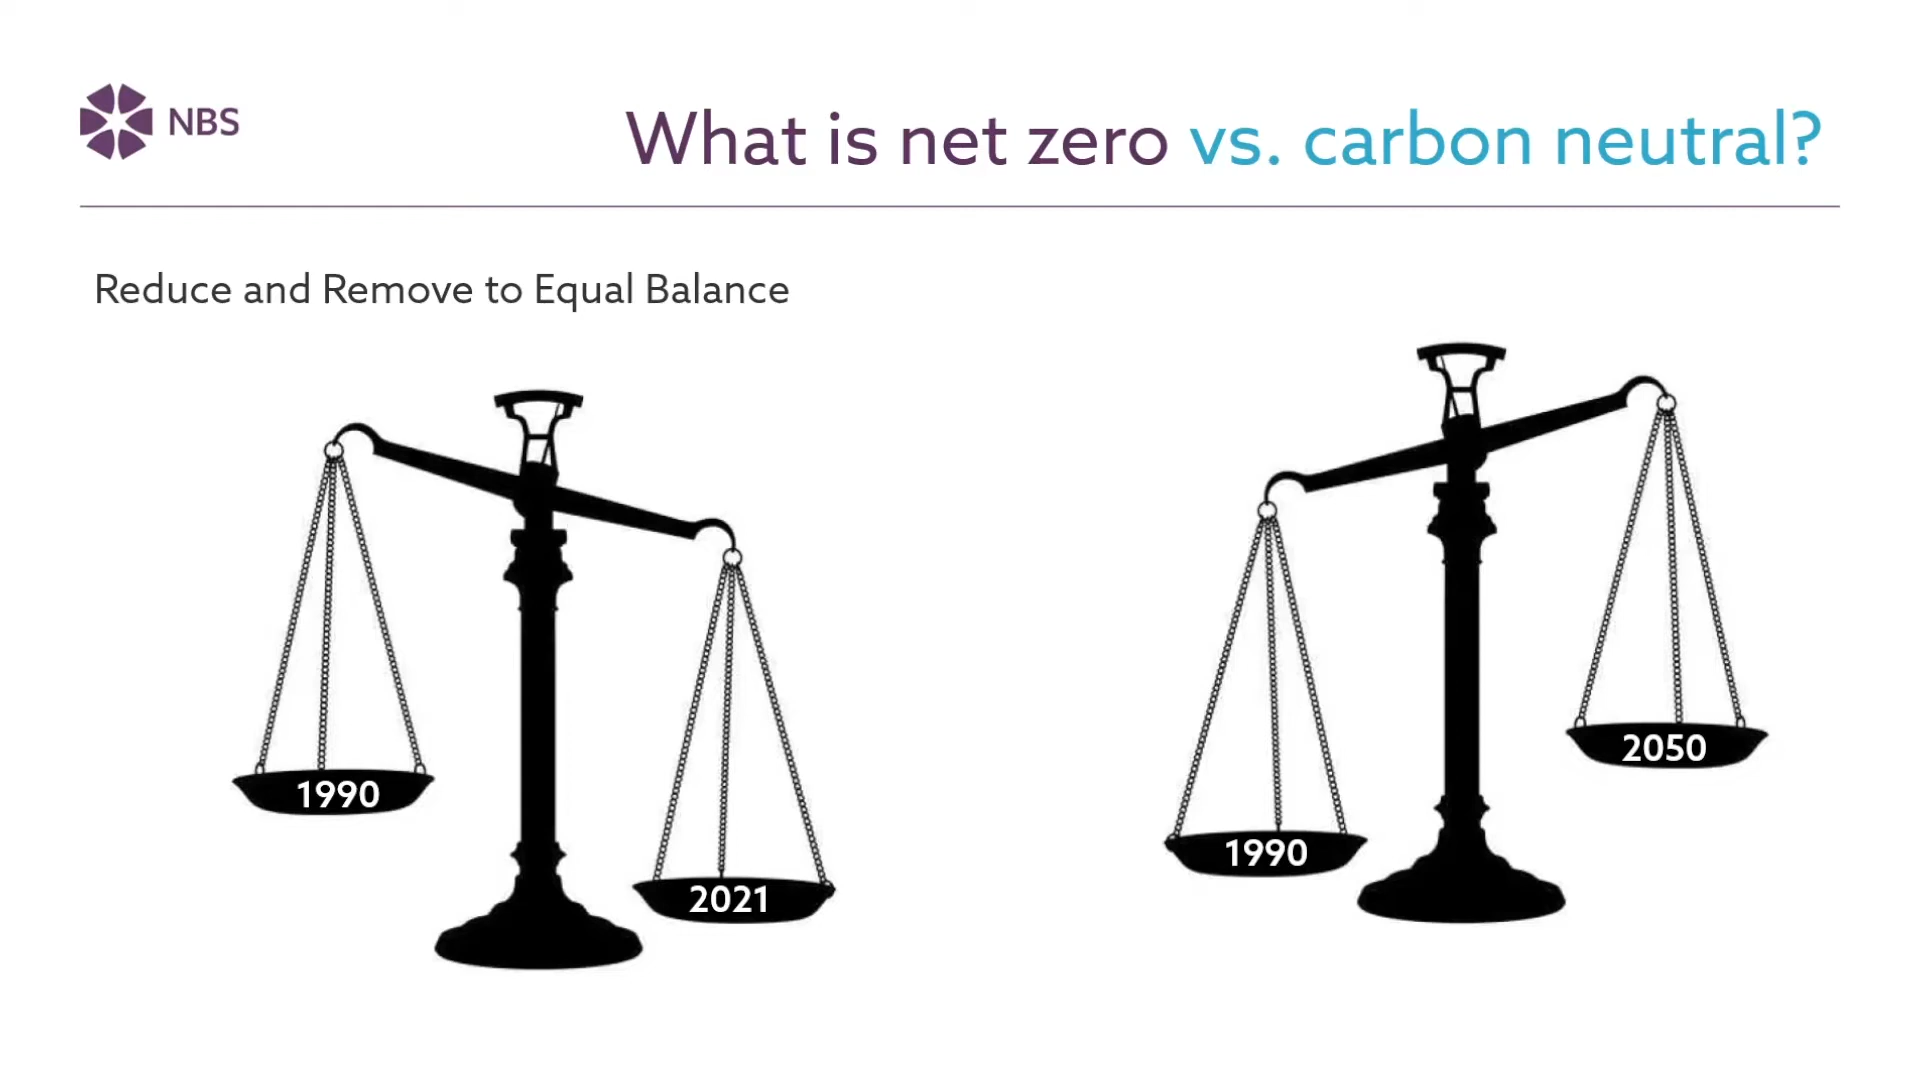 NBS
What is net zero vs. carbon neutral?
Reduce and Remove to Equal Balance
1990
2021
1990
2050